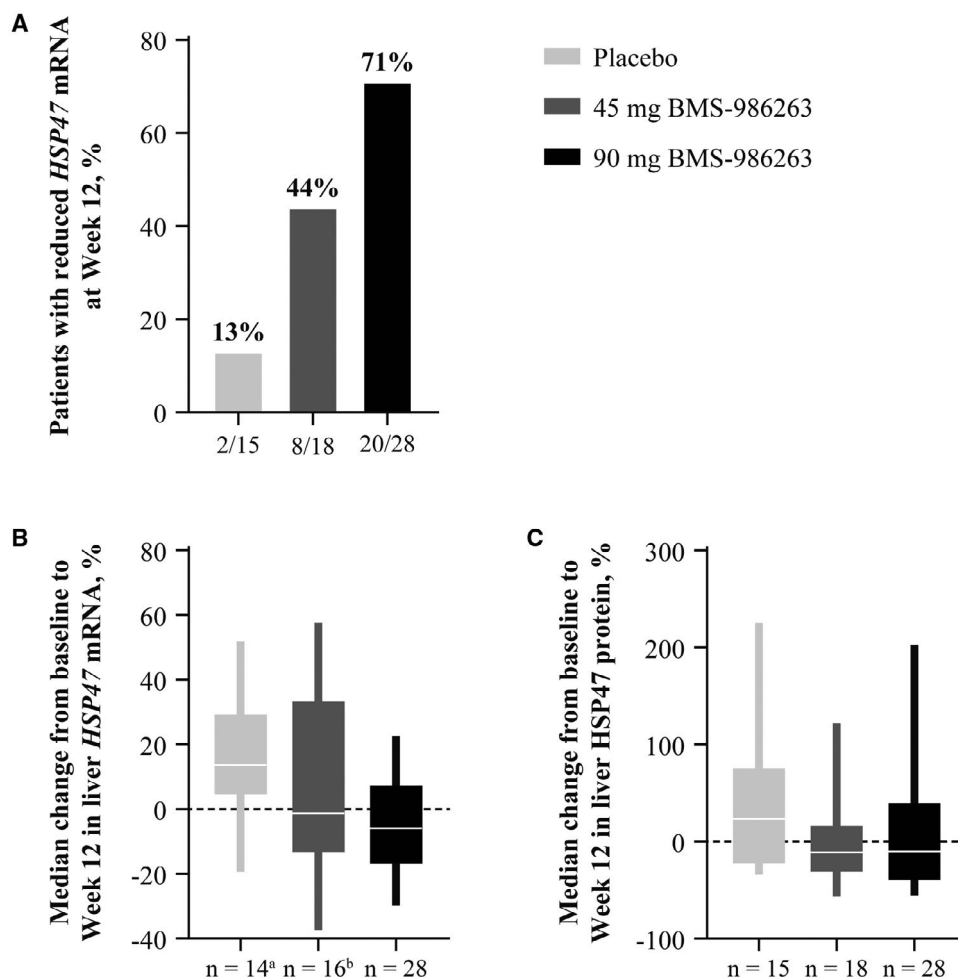 A
Patients with reduced HSP47 mRNA
at Week 12, %
80
60
40
20
0
13%
44%
71%
2/15
8/18
20/28
Placebo
45 mg BMS-986263
90 mg BMS-986263
B
Median change from baseline to
Week 12 in liver HSP47 mRNA, %
80
60
40
20
0
-20
-40
n = 14ᵃ
n = 16ᵇ
n = 28
C
Median change from baseline to
Week 12 in liver HSP47 protein, %
300
200
100
0
-100
n = 15
n = 18
n = 28